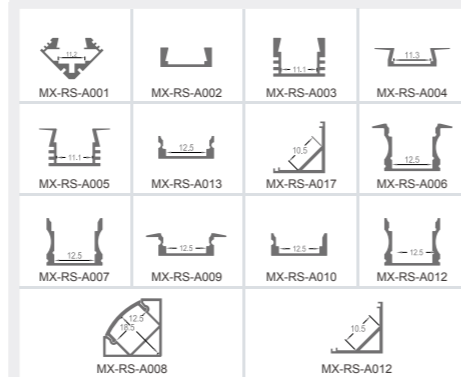 11.2
11.1
11.3
MX-RS-A001
MX-RS-A002
MX-RS-A003
MX-RS-A004
11.1
12.5
10.5
12.5
MX-RS-A005
MX-RS-A013
MX-RS-A017
MX-RS-A006
12.5
12.5
12.5
12.5
MX-RS-A007
MX-RS-A009
MX-RS-A010
MX-RS-A012
12.5
18.5
10.5
MX-RS-A008
MX-RS-A012